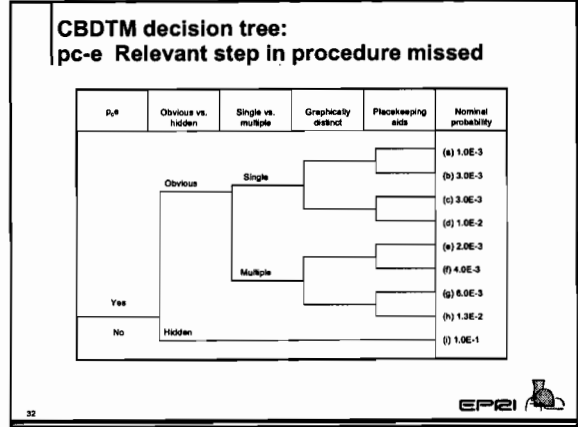 CBDTM decision tree:
pc-e Relevant step in procedure missed
pce
Obvious vs.
hidden
Single vs.
multiple
Graphically
distinct
Placekeeping
aids
Nominal
probability
(a) 1.0E-3
(b) 3.0E-3
Obvious
Single
(c) 3.0E-3
(d) 1.0E-2
(e) 2.0E-3
(f) 4.0E-3
Multiple
(g) 6.0E-3
Yes
(h) 1.3E-2
No
Hidden
(i) 1.0E-1
32
EPRI